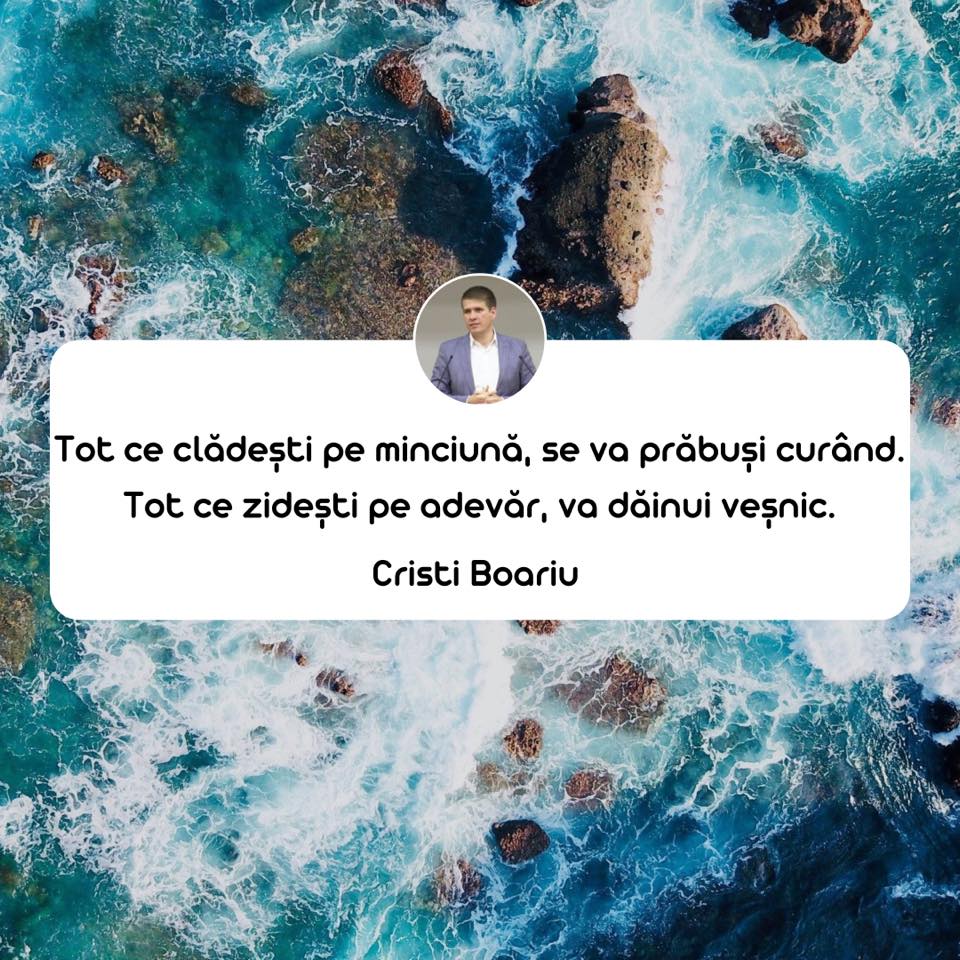 Tot ce clădești pe minciună, se va prăbuși curând.
Tot ce zidești pe adevăr, va dăinui veșnic.
Cristi Boariu